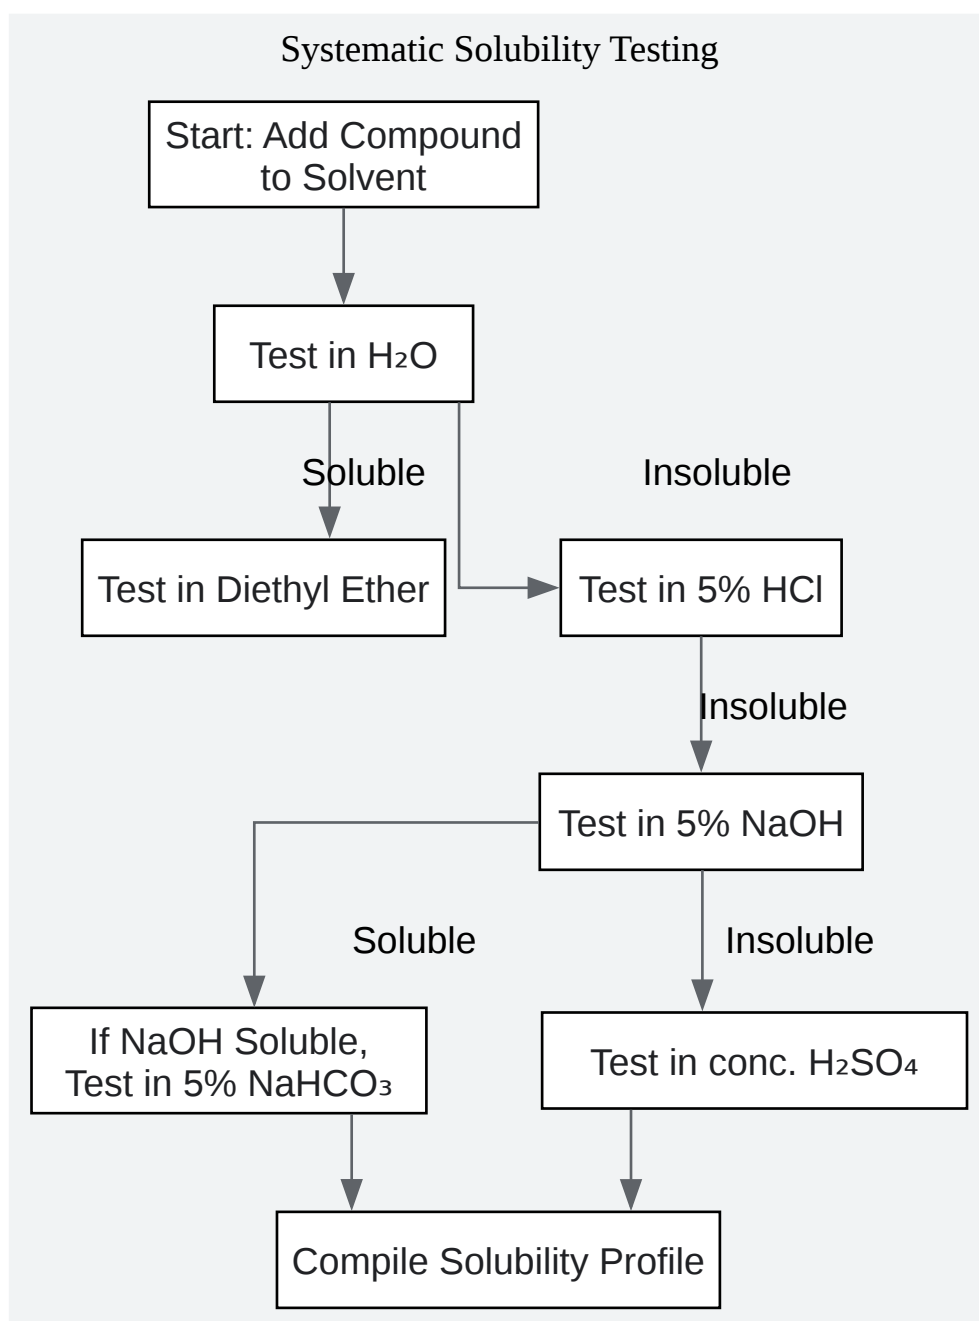 Systematic Solubility Testing
Start: Add Compound
to Solvent
Test in H₂O
Soluble
Insoluble
Test in Diethyl Ether
Test in 5% HCl
Insoluble
Test in 5% NaOH
Soluble
Insoluble
If NaOH Soluble,
Test in 5% NaHCO₃
Test in conc. H₂SO₄
Compile Solubility Profile